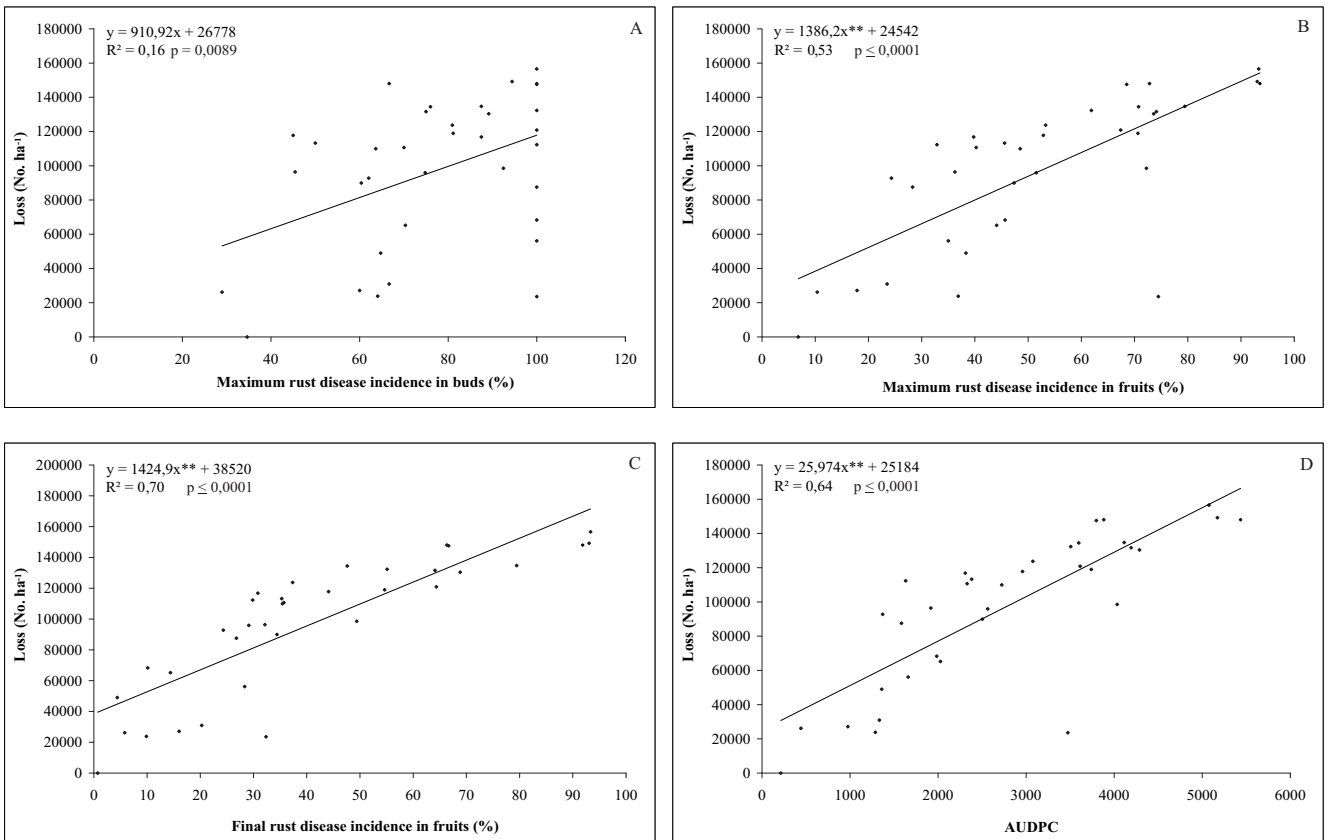 A
y = 910,92x + 26778
R² = 0,16 p = 0,0089
180000
160000
140000
120000
100000
80000
60000
40000
20000
0
Loss (No. ha⁻¹)
0 20 40 60 80 100 120
Maximum rust disease incidence in buds (%)
B
y = 1386,2x** + 24542
R² = 0,53 p ≤ 0,0001
180000
160000
140000
120000
100000
80000
60000
40000
20000
0
Loss (No. ha⁻¹)
0 10 20 30 40 50 60 70 80 90 100
Maximum rust disease incidence in fruits (%)
C
y = 1424,9x** + 38520
R² = 0,70 p ≤ 0,0001
200000
180000
160000
140000
120000
100000
80000
60000
40000
20000
0
Loss (No. ha⁻¹)
0 10 20 30 40 50 60 70 80 90 100
Final rust disease incidence in fruits (%)
D
y = 25,974x** + 25184
R² = 0,64 p ≤ 0,0001
180000
160000
140000
120000
100000
80000
60000
40000
20000
0
Loss (No. ha⁻¹)
0 1000 2000 3000 4000 5000 6000
AUDPC